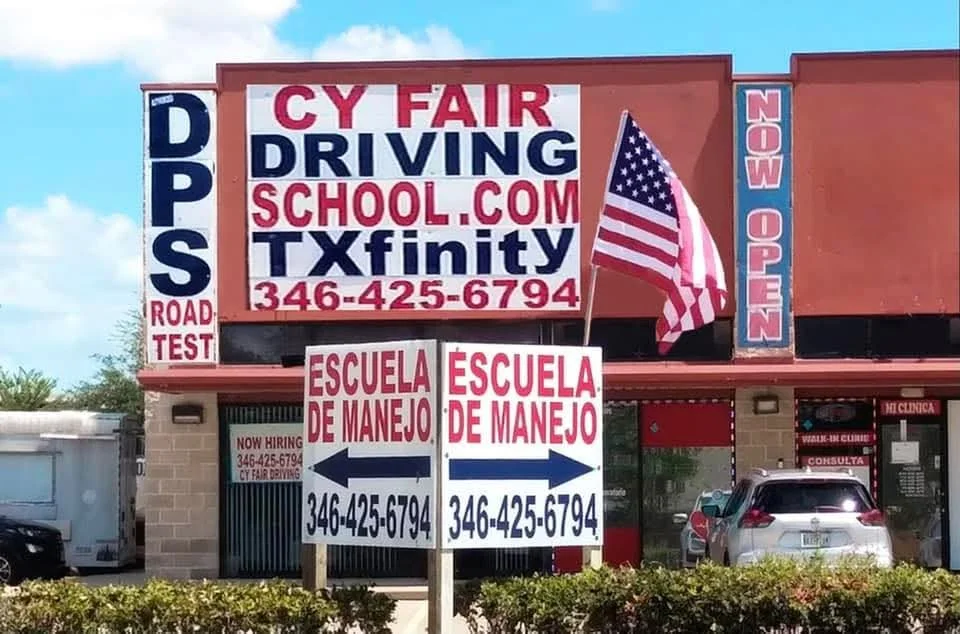 AUTHORIZED
DPS
ROAD
TEST
CY FAIR
DRIVING
SCHOOL.COM
TXfinity
346-425-6794
NOW OPEN
ESCUELA
DE MANEJO
346-425-6794
ESCUELA
DE MANEJO
346-425-6794
NOW HIRING
346-425-6794
CY FAIR DRIVING
MI CLINICA
WALK-IN CLINIC
CONSULTA